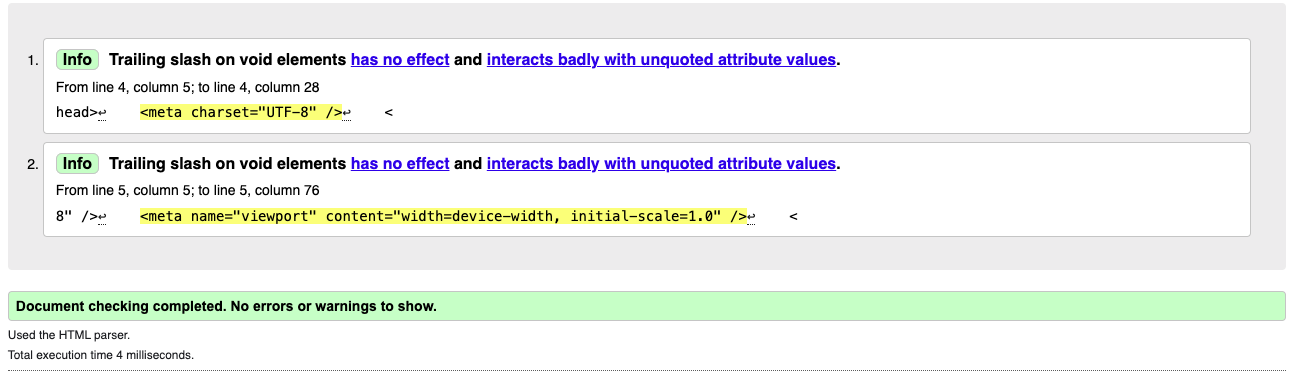 1. Info Trailing slash on void elements has no effect and interacts badly with unquoted attribute values.
From line 4, column 5; to line 4, column 28
head>↩    <meta charset="UTF-8" />↩    <
2. Info Trailing slash on void elements has no effect and interacts badly with unquoted attribute values.
From line 5, column 5; to line 5, column 76
8" />↩    <meta name="viewport" content="width=device-width, initial-scale=1.0" />↩    <
Document checking completed. No errors or warnings to show.
Used the HTML parser.
Total execution time 4 milliseconds.